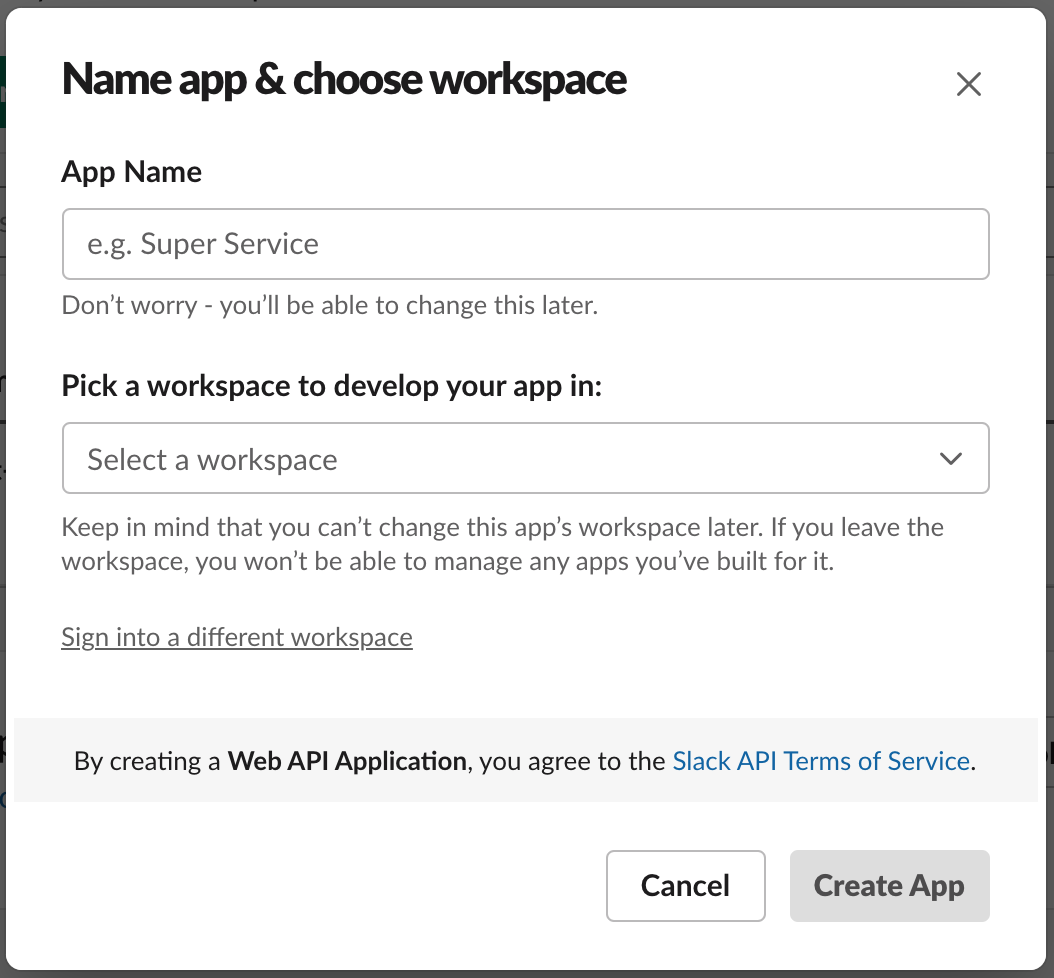 Name app & choose workspace
App Name
e.g. Super Service
Don’t worry - you’ll be able to change this later.
Pick a workspace to develop your app in:
Select a workspace
Keep in mind that you can’t change this app’s workspace later. If you leave the
workspace, you won’t be able to manage any apps you’ve built for it.
Sign into a different workspace
By creating a Web API Application, you agree to the Slack API Terms of Service.
Cancel
Create App